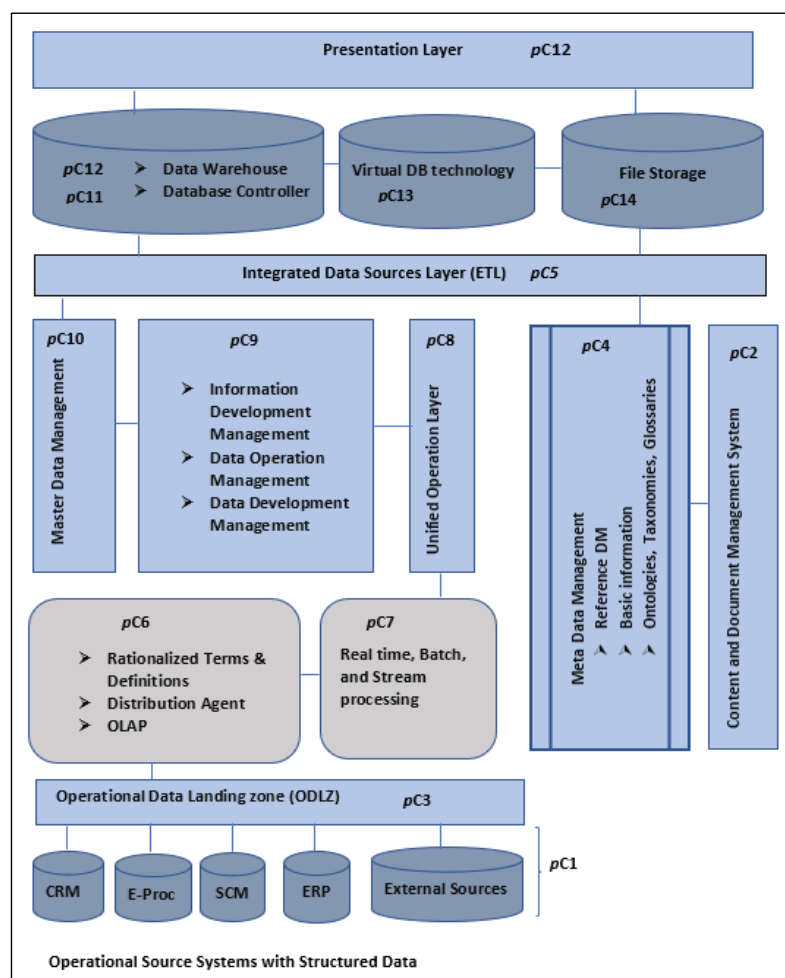 Presentation Layer pC12
pC12 ➢ Data Warehouse
pC11 ➢ Database Controller
Virtual DB technology
pC13
File Storage
pC14
Integrated Data Sources Layer (ETL) pC5
pC10
Master Data Management
pC9
➢ Information
Development
Management
➢ Data Operation
Management
➢ Data Development
Management
pC8
Unified Operation Layer
pC4
Meta Data Management
➢ Reference DM
➢ Basic information
➢ Ontologies, Taxonomies, Glossaries
pC2
Content and Document Management System
pC6
➢ Rationalized Terms &
Definitions
➢ Distribution Agent
➢ OLAP
pC7
Real time, Batch,
and Stream
processing
Operational Data Landing zone (ODLZ) pC3
CRM
E-Proc
SCM
ERP
External Sources
pC1
Operational Source Systems with Structured Data